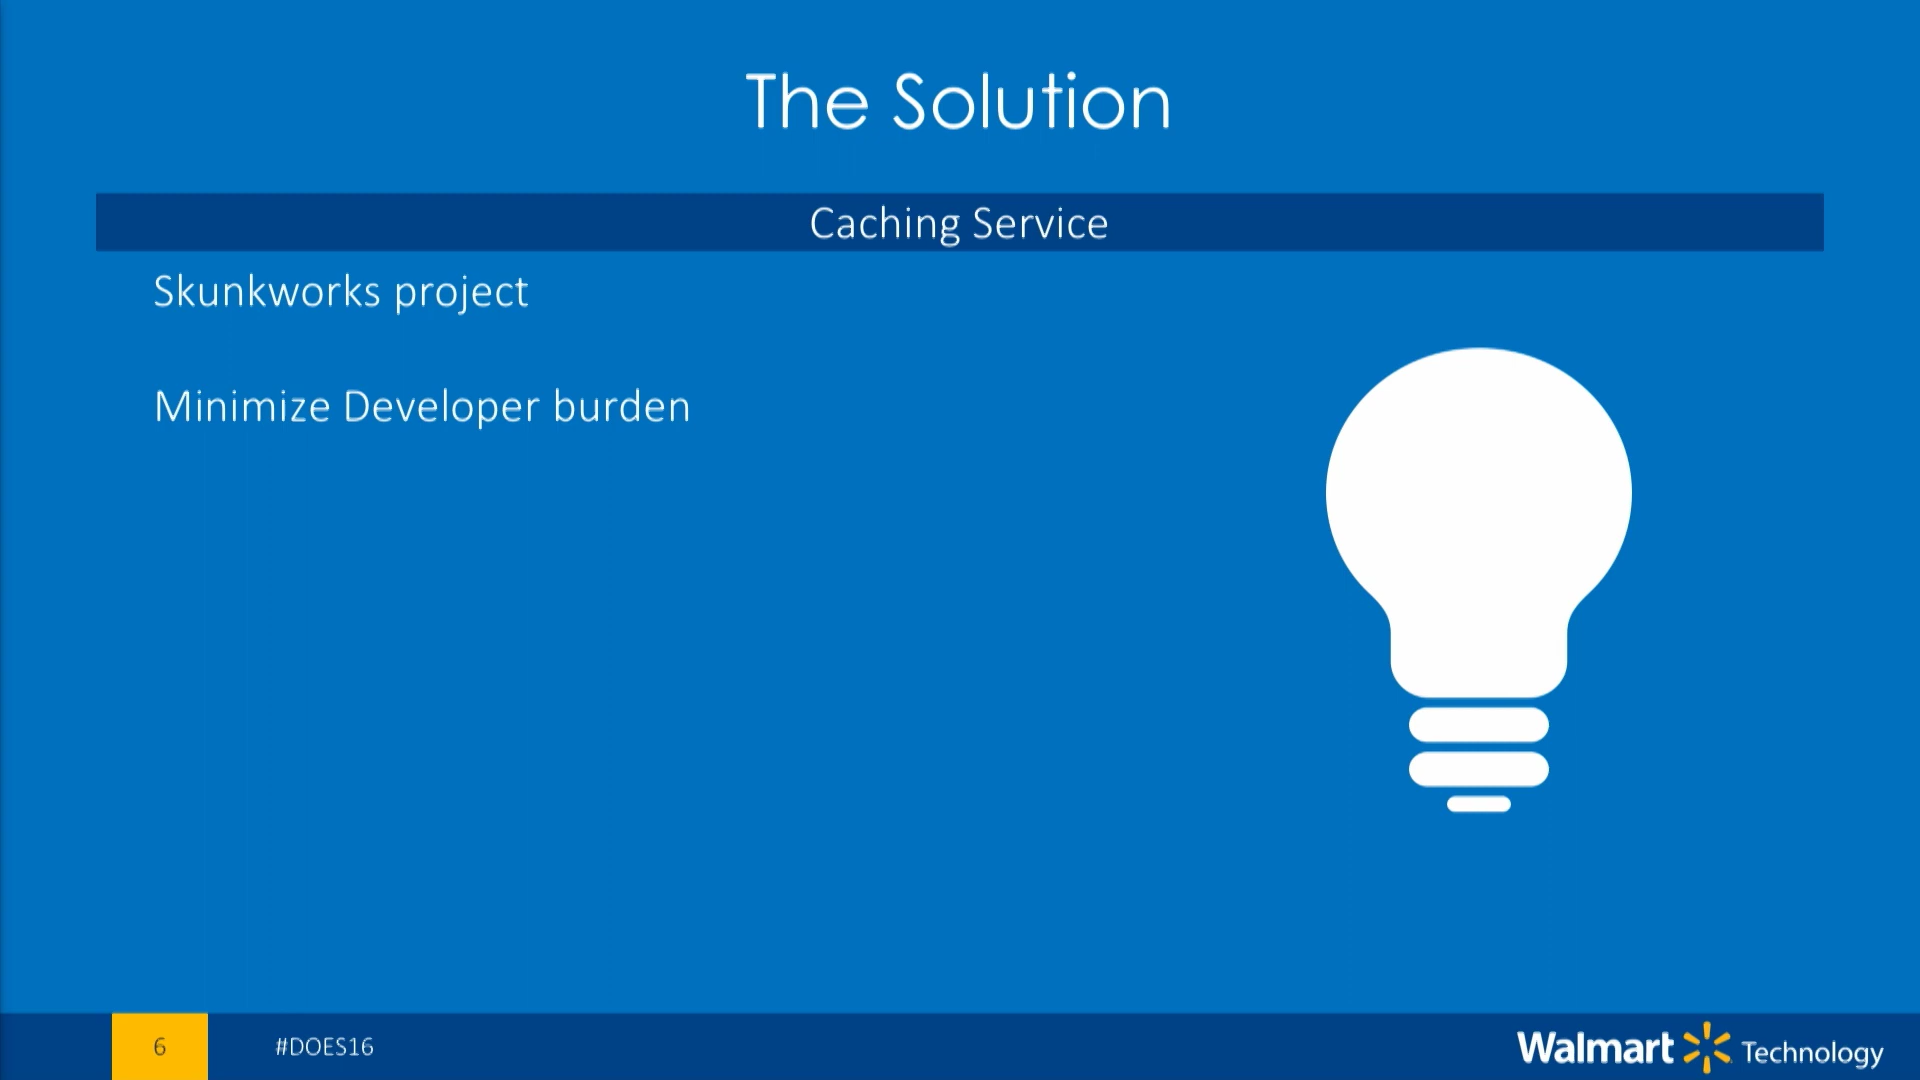 The Solution
Caching Service
Skunkworks project
Minimize Developer burden
6
#DOES16
Walmart Technology